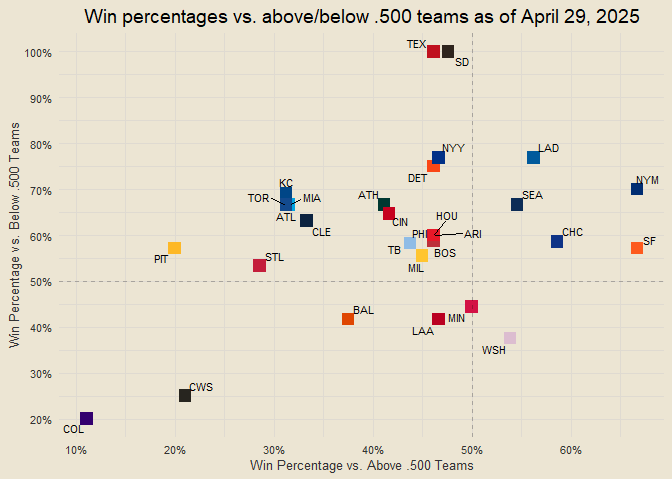 Win percentages vs. above/below .500 teams as of April 29, 2025
Win Percentage vs. Below .500 Teams
100%
90%
80%
70%
60%
50%
40%
30%
20%
TEX
SD
NYY
LAD
DET
KC
NYM
TOR
MIA
ATH
SEA
ATL
CIN
HOU
CLE
PHI
ARI
CHC
SF
TB
BOS
PIT
STL
MIL
BAL
LAA
MIN
WSH
CWS
COL
10%
20%
30%
40%
50%
60%
Win Percentage vs. Above .500 Teams